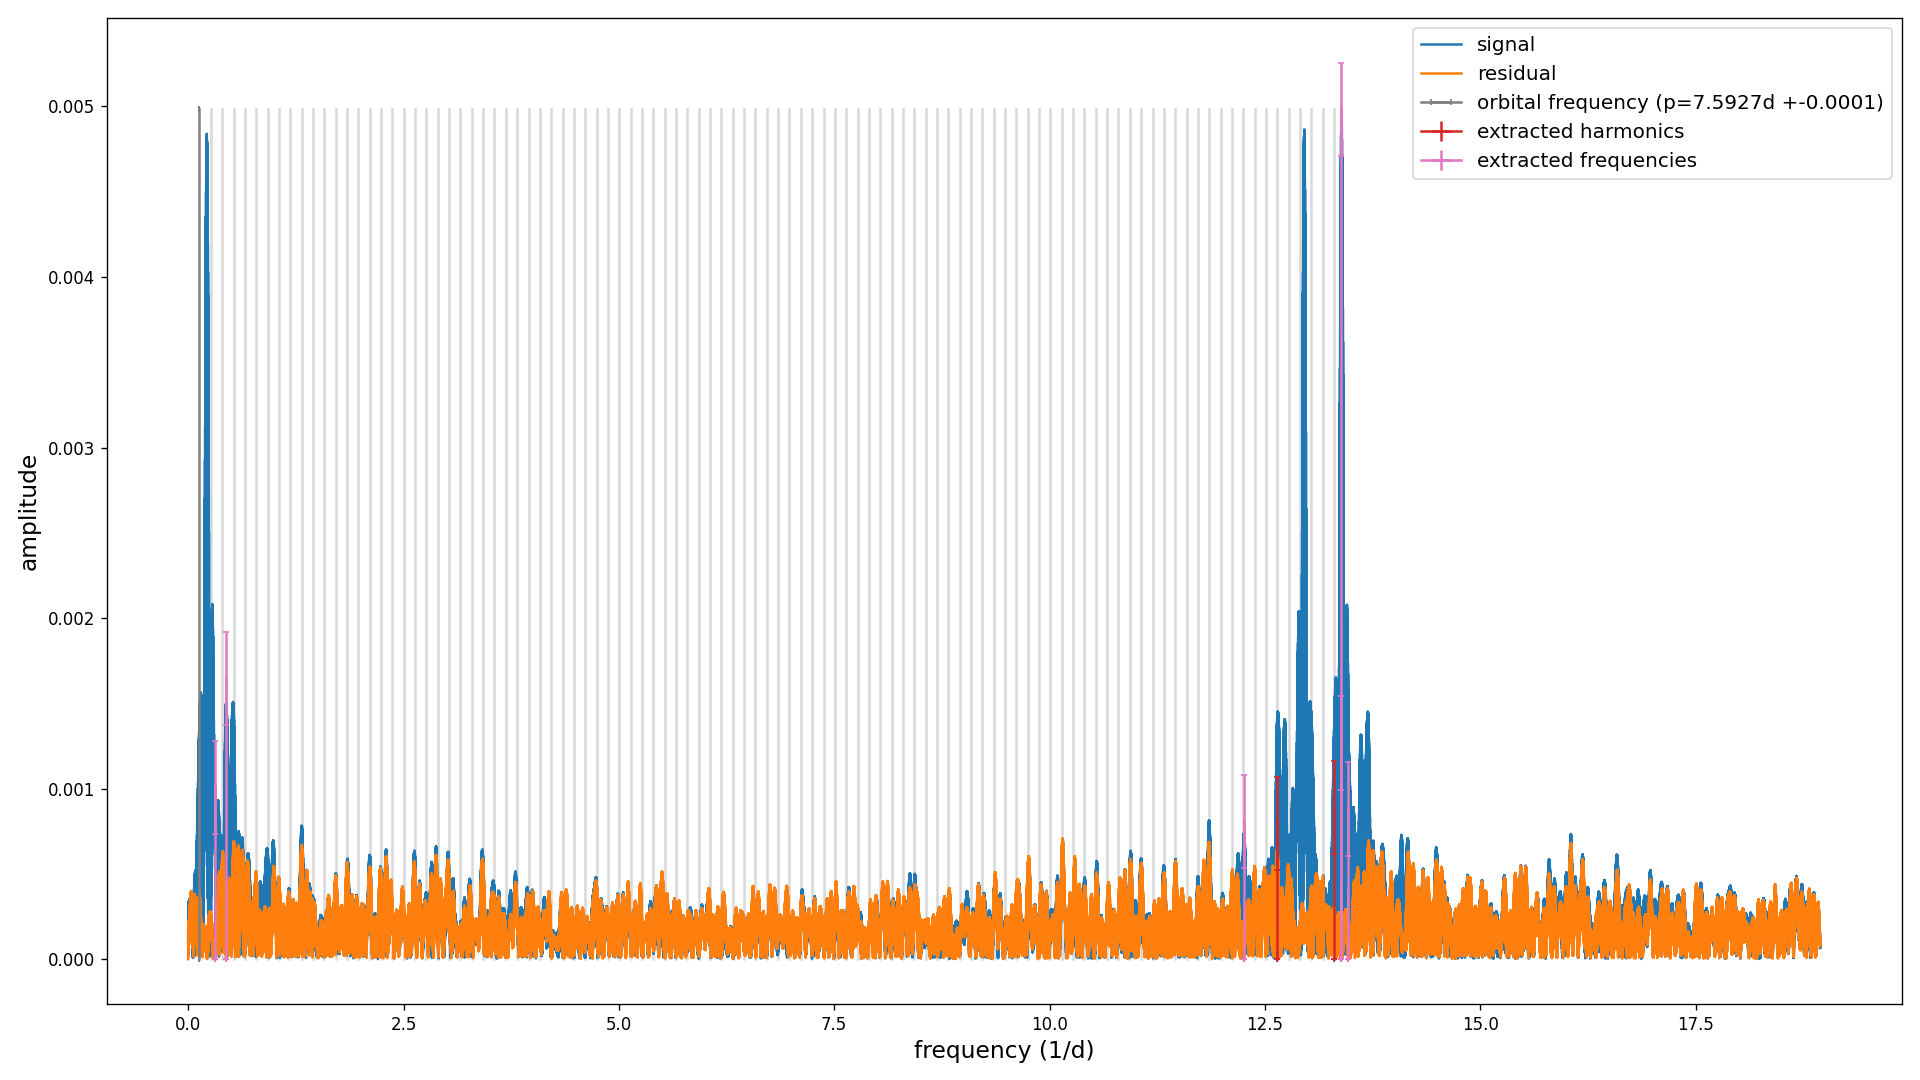 signal
residual
orbital frequency (p=7.5927d +-0.0001)
extracted harmonics
extracted frequencies
0.005
0.004
0.003
0.002
0.001
0.000
amplitude
0.0 2.5 5.0 7.5 10.0 12.5 15.0 17.5
frequency (1/d)